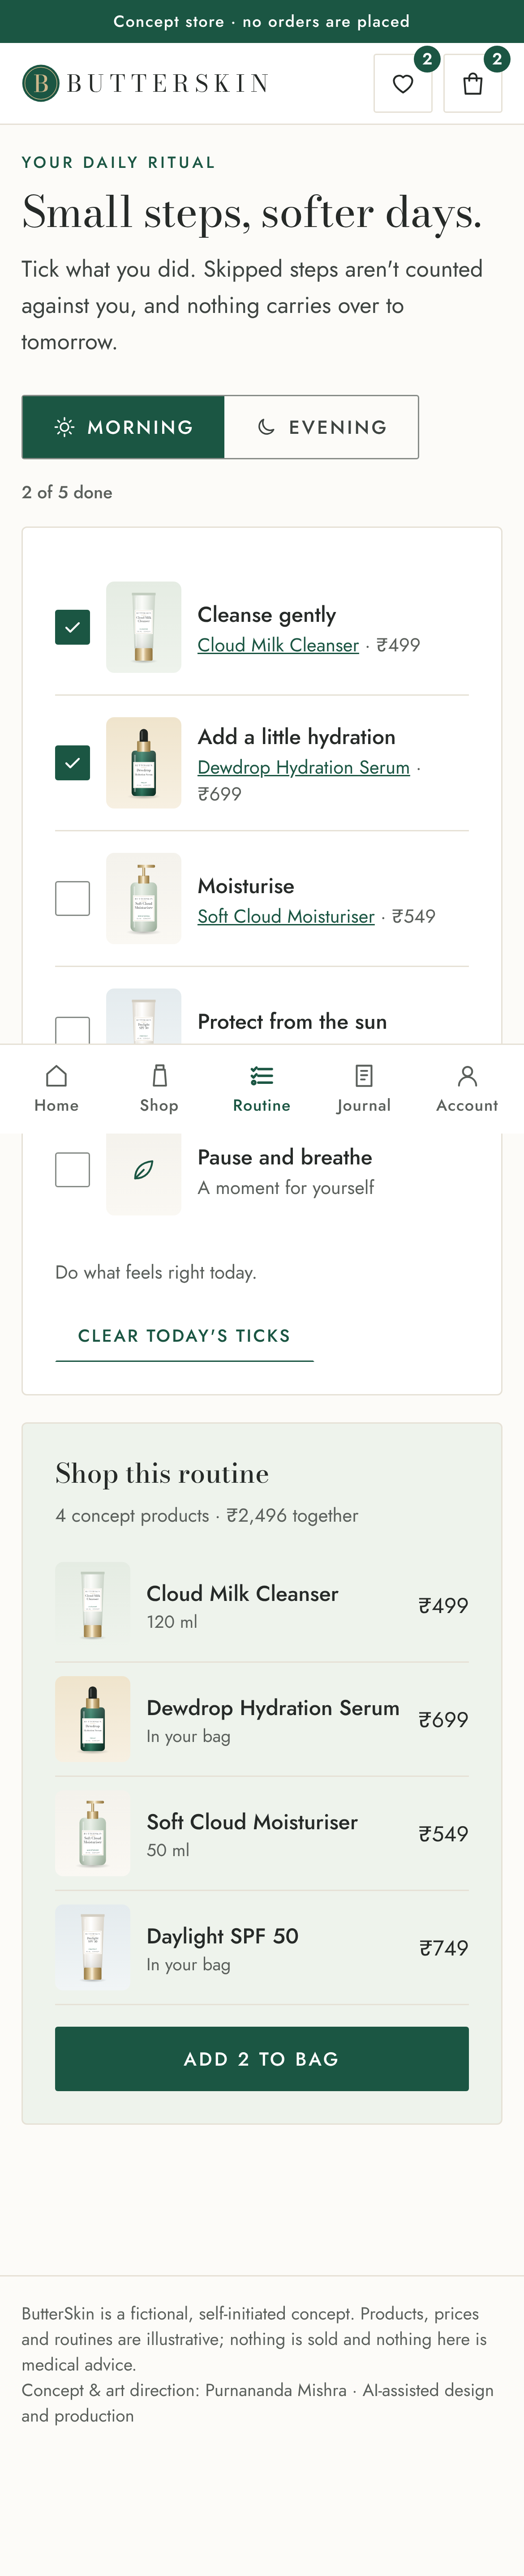 Concept store · no orders are placed
B BUTTERSKIN
2
2
YOUR DAILY RITUAL
Small steps, softer days.
Tick what you did. Skipped steps aren't counted
against you, and nothing carries over to
tomorrow.
MORNING
EVENING
2 of 5 done
Cleanse gently
Cloud Milk Cleanser · ₹499
Add a little hydration
Dewdrop Hydration Serum ·
₹699
Moisturise
Soft Cloud Moisturiser · ₹549
Protect from the sun
Home
Shop
Routine
Journal
Account
Pause and breathe
A moment for yourself
Do what feels right today.
CLEAR TODAY'S TICKS
Shop this routine
4 concept products · ₹2,496 together
Cloud Milk Cleanser
₹499
120 ml
Dewdrop Hydration Serum
₹699
In your bag
Soft Cloud Moisturiser
₹549
50 ml
Daylight SPF 50
₹749
In your bag
ADD 2 TO BAG
ButterSkin is a fictional, self-initiated concept. Products, prices
and routines are illustrative; nothing is sold and nothing here is
medical advice.
Concept & art direction: Purnananda Mishra · AI-assisted design
and production